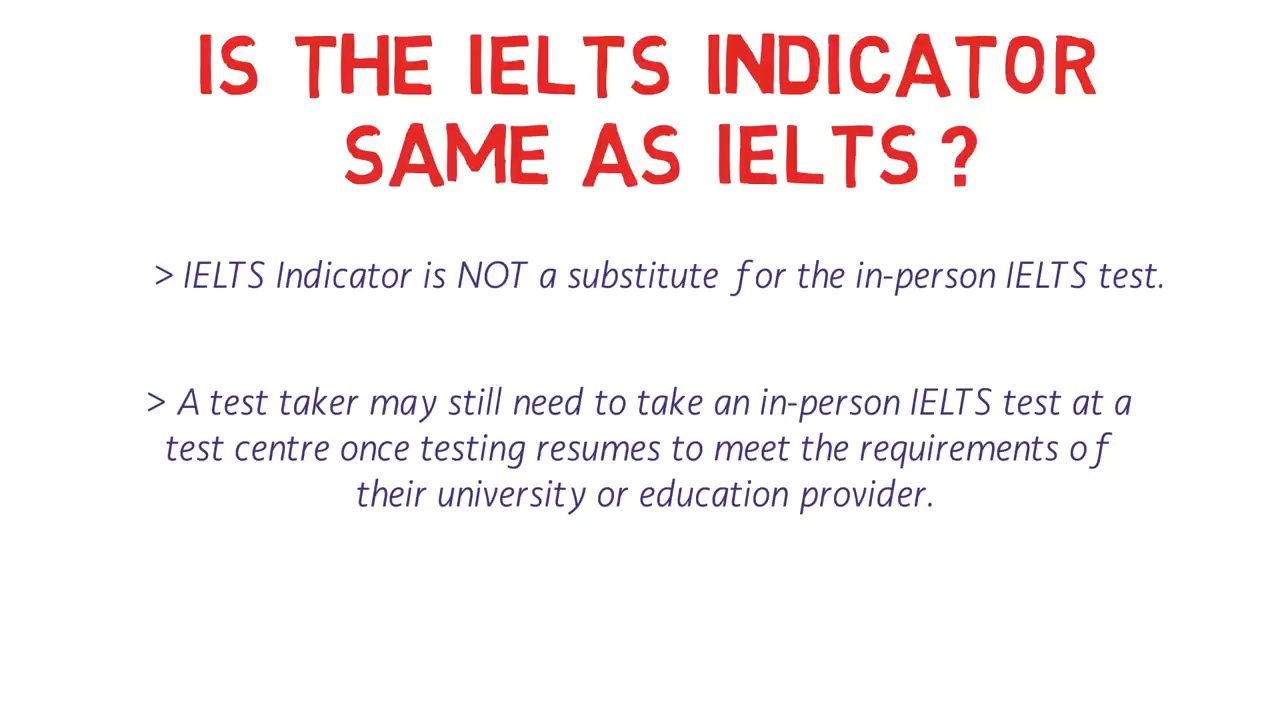 IS THE IELTS INDICATOR
SAME AS IELTS ?
> IELTS Indicator is NOT a substitute for the in-person IELTS test.
> A test taker may still need to take an in-person IELTS test at a
test centre once testing resumes to meet the requirements of
their university or education provider.